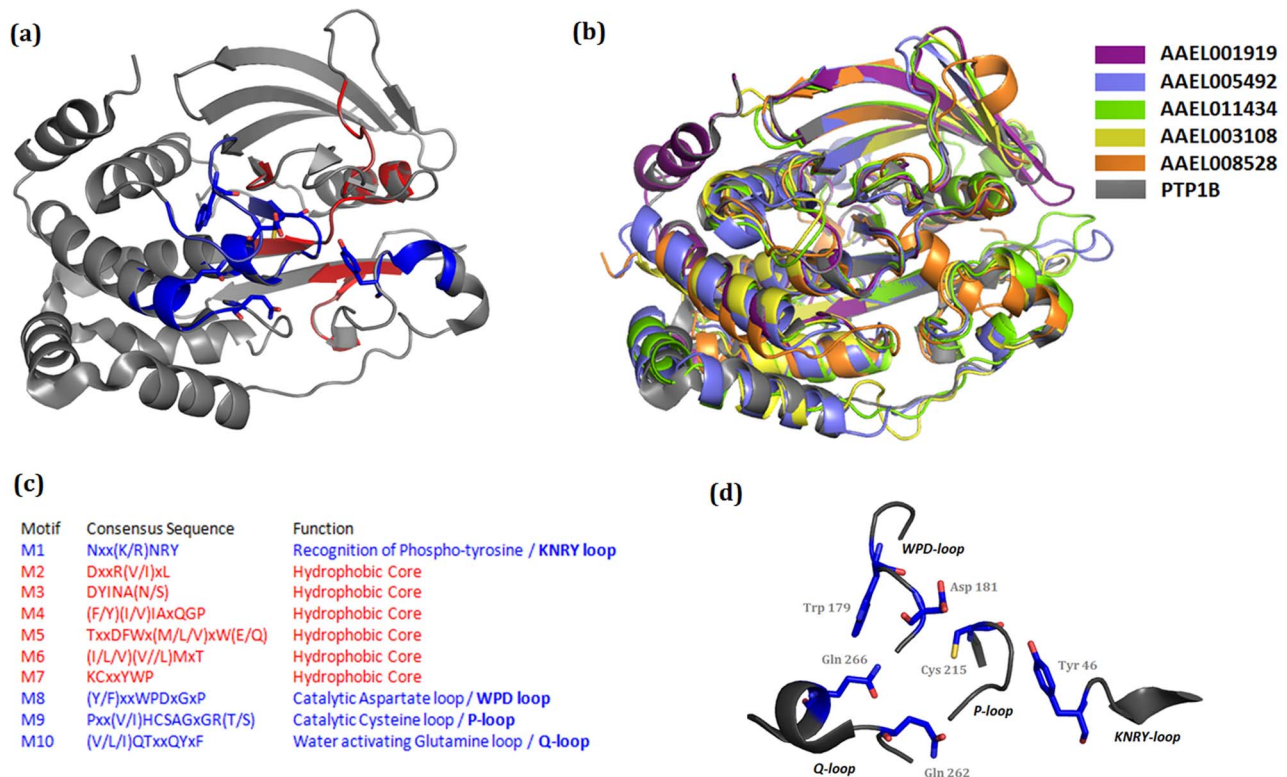 (a)
(b)
AAEL001919
AAEL005492
AAEL011434
AAEL003108
AAEL008528
PTP1B
(c)
Motif Consensus Sequence Function
M1 Nxx(K/R)NRY Recognition of Phospho-tyrosine / KNRY loop
M2 DxxR(V/I)xL Hydrophobic Core
M3 DYINA(N/S) Hydrophobic Core
M4 (F/Y)(I/V)IAxQGP Hydrophobic Core
M5 TxxDFWx(M/L/V)xW(E/Q) Hydrophobic Core
M6 (I/L/V)(V//L)MxT Hydrophobic Core
M7 KCxxYWP Hydrophobic Core
M8 (Y/F)xxWPDxGxP Catalytic Aspartate loop / WPD loop
M9 Pxx(V/I)HCSAGxGR(T/S) Catalytic Cysteine loop / P-loop
M10 (V/L/I)QTxxQYxF Water activating Glutamine loop / Q-loop
(d)
WPD-loop
Asp 181
Trp 179
Gln 266
Cys 215
Tyr 46
P-loop
KNRY-loop
Q-loop
Gln 262